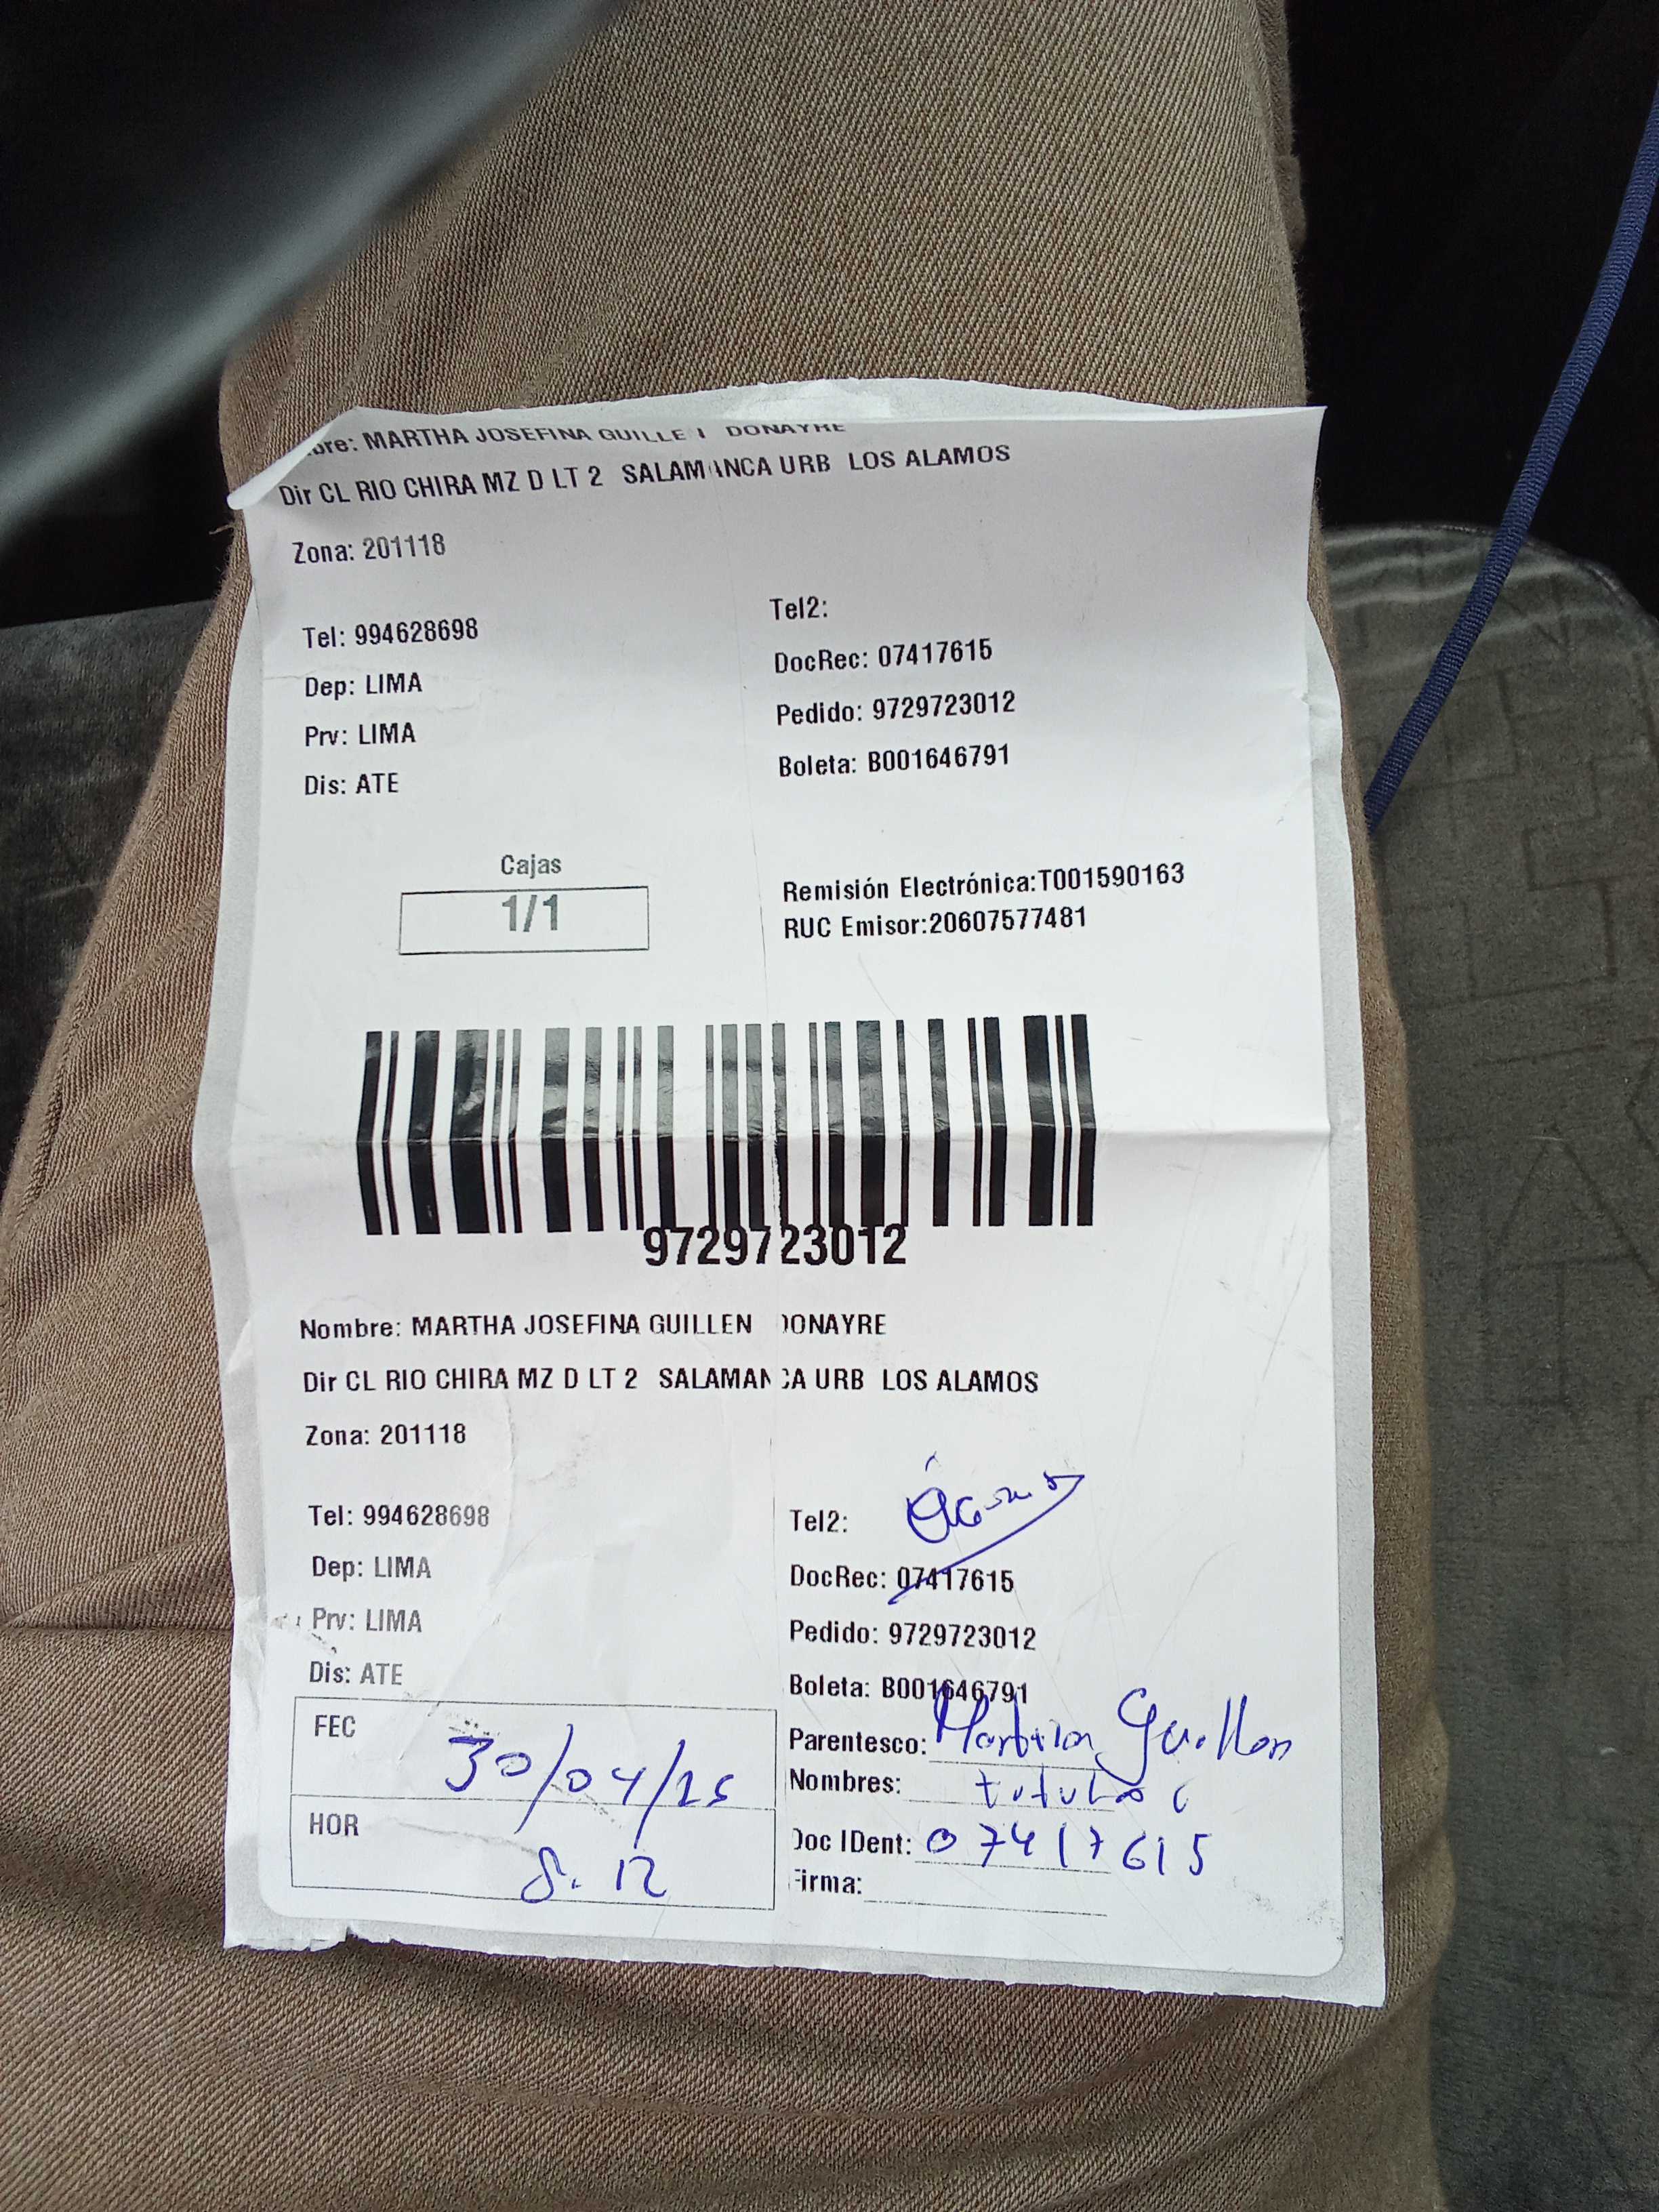 bre: MARTHA JOSEFINA GUILLE DONAYRE
Dir CL RIO CHIRA MZ D LT 2 SALAMANCA URB LOS ALAMOS
Zona: 201118
Tel: 994628698
Tel2:
Dep: LIMA
DocRec: 07417615
Prv: LIMA
Pedido: 9729723012
Dis: ATE
Boleta: B001646791
Cajas
1/1
Remisión Electrónica:T001590163
RUC Emisor:20607577481
9729723012
Nombre: MARTHA JOSEFINA GUILLEN DONAYRE
Dir CL RIO CHIRA MZ D LT 2 SALAMANCA URB LOS ALAMOS
Zona: 201118
Tel: 994628698
Tel2:
Dep: LIMA
DocRec: 07417615
Prv: LIMA
Pedido: 9729723012
Dis: ATE
Boleta: B001646791
FEC 30/04/25
Parentesco: Guillen
Nombres:
HOR 8:12
Doc IDent: 07417615
Firma: